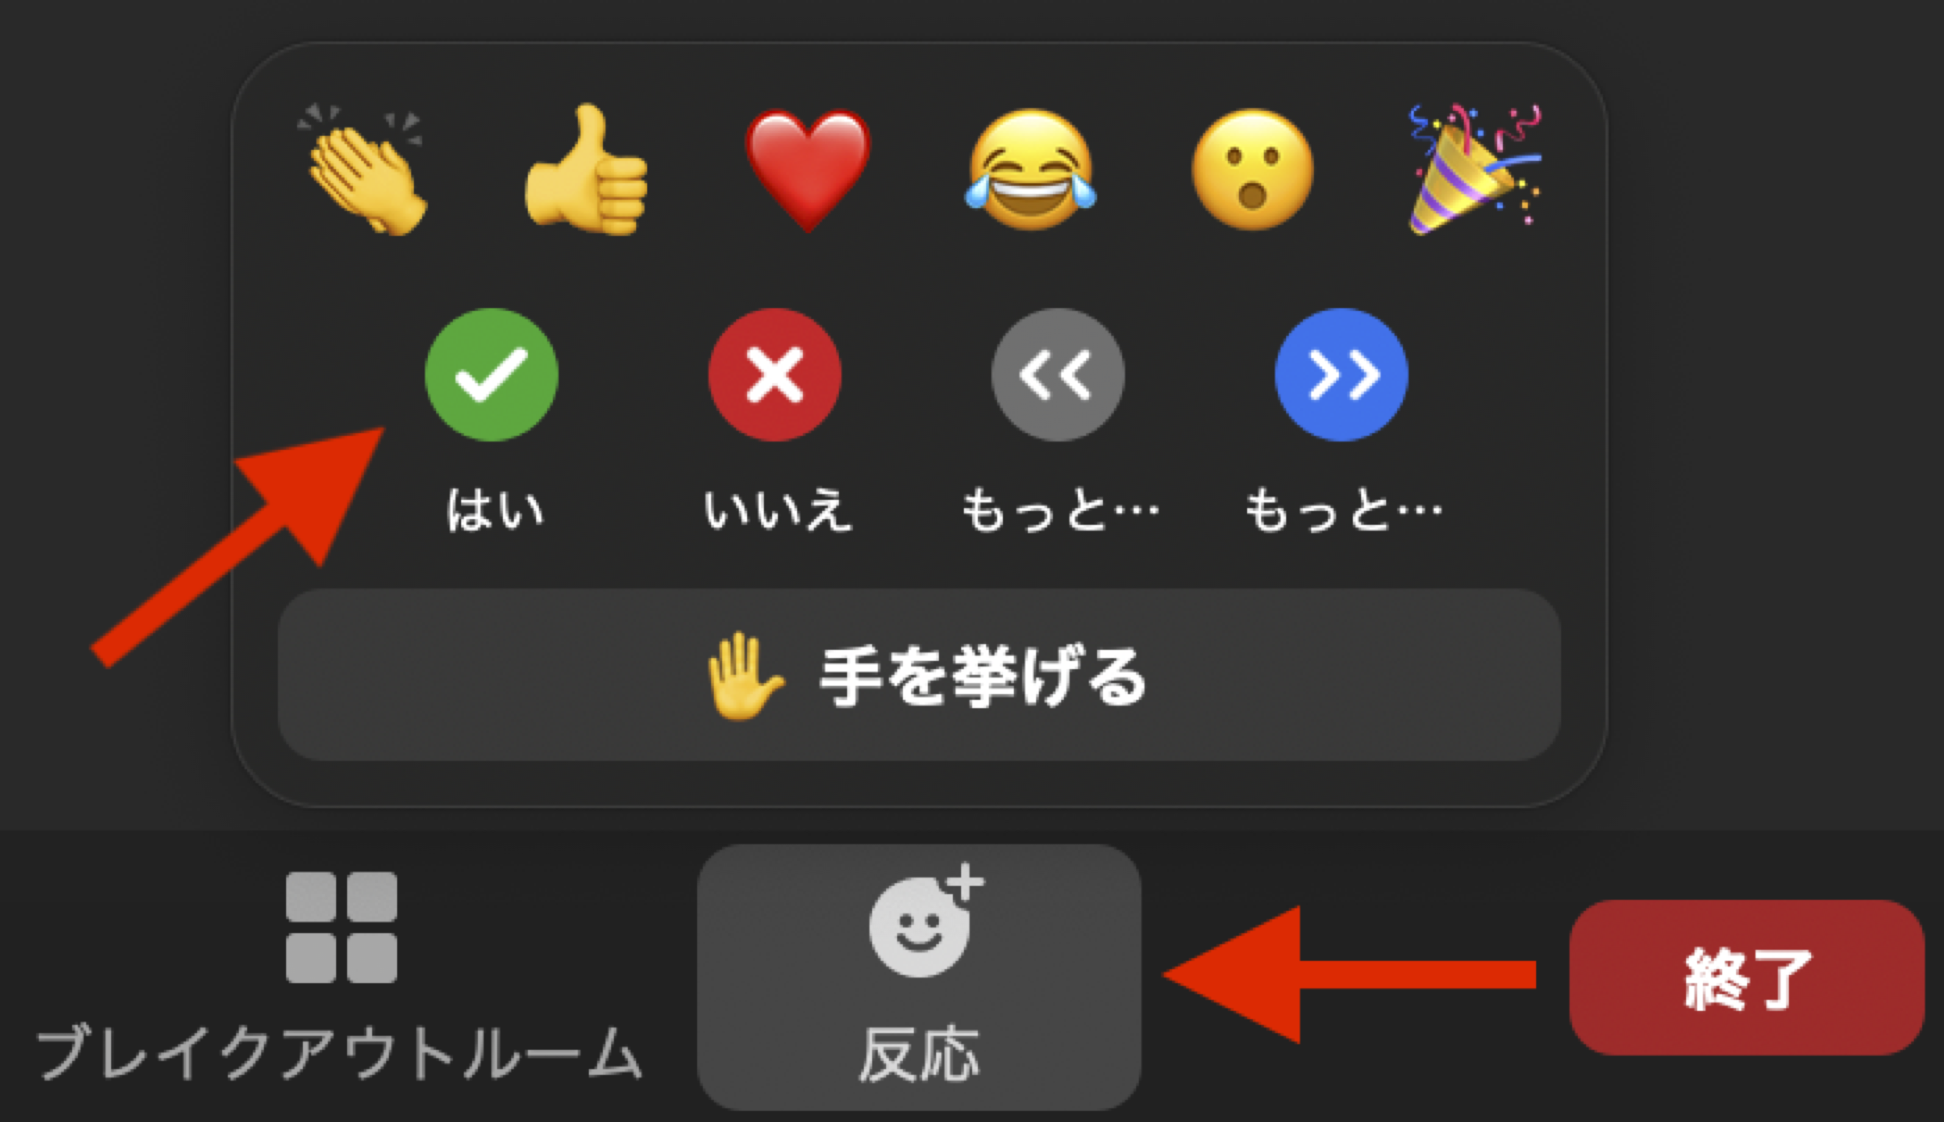 はい
いいえ
もっと…
もっと…
手を挙げる
ブレイクアウトルーム
反応
終了